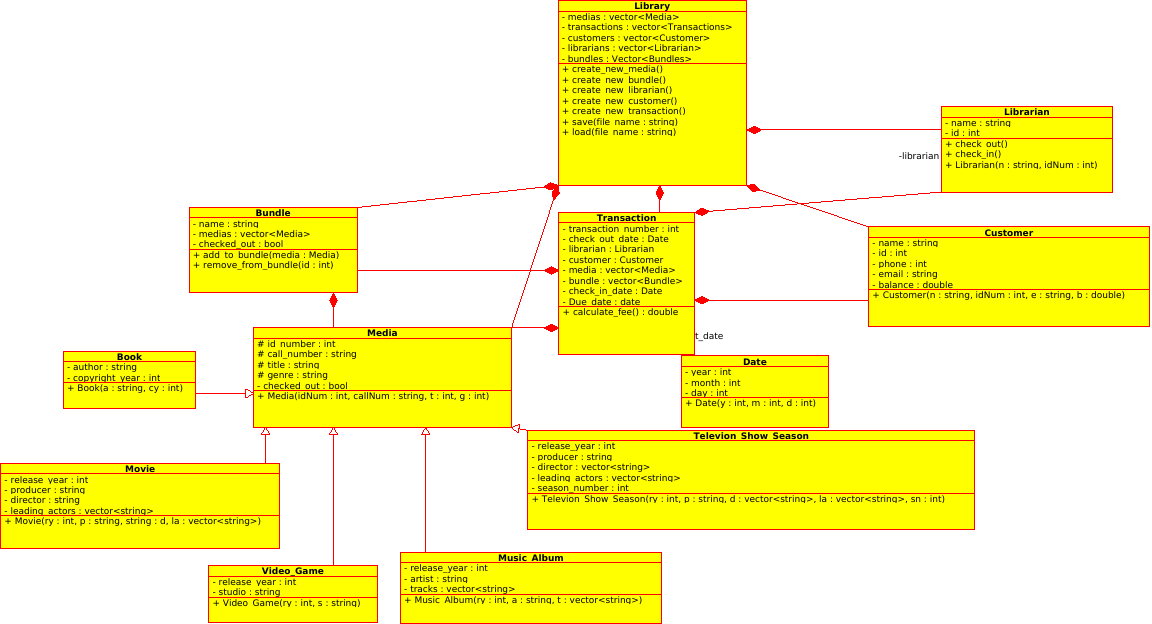 Library
- medias : vector<Media>
- transactions : vector<Transactions>
- customers : vector<Customer>
- librarians : vector<Librarian>
- bundles : Vector<Bundles>
+ create_new_media()
+ create_new_bundle()
+ create_new_librarian()
+ create_new_customer()
+ create_new_transaction()
+ save(file_name : string)
+ load(file_name : string)
Librarian
- name : string
- id : int
+ check_out()
+ check_in()
+ Librarian(n : string, idNum : int)
-librarian
Bundle
- name : string
- medias : vector<Media>
- checked_out : bool
+ add_to_bundle(media : Media)
+ remove_from_bundle(id : int)
Transaction
- transaction_number : int
- check_out_date : Date
- librarian : Librarian
- customer : Customer
- media : vector<Media>
- bundle : vector<Bundle>
- check_in_date : Date
- Due_date : date
+ calculate_fee() : double
t_date
Customer
- name : string
- id : int
- phone : int
- email : string
- balance : double
+ Customer(n : string, idNum : int, e : string, b : double)
Media
# id_number : int
# call_number : string
# title : string
# genre : string
- checked_out : bool
+ Media(idNum : int, callNum : string, t : int, g : int)
Book
- author : string
- copyright_year : int
+ Book(a : string, cy : int)
Date
- year : int
- month : int
- day : int
+ Date(y : int, m : int, d : int)
Televion_Show_Season
- release_year : int
- producer : string
- director : vector<string>
- leading_actors : vector<string>
- season_number : int
+ Televion_Show_Season(ry : int, p : string, d : vector<string>, la : vector<string>, sn : int)
Movie
- release_year : int
- producer : string
- director : string
- leading_actors : vector<string>
+ Movie(ry : int, p : string, string : d, la : vector<string>)
Video_Game
- release_year : int
- studio : string
+ Video_Game(ry : int, s : string)
Music_Album
- release_year : int
- artist : string
- tracks : vector<string>
+ Music_Album(ry : int, a : string, t : vector<string>)